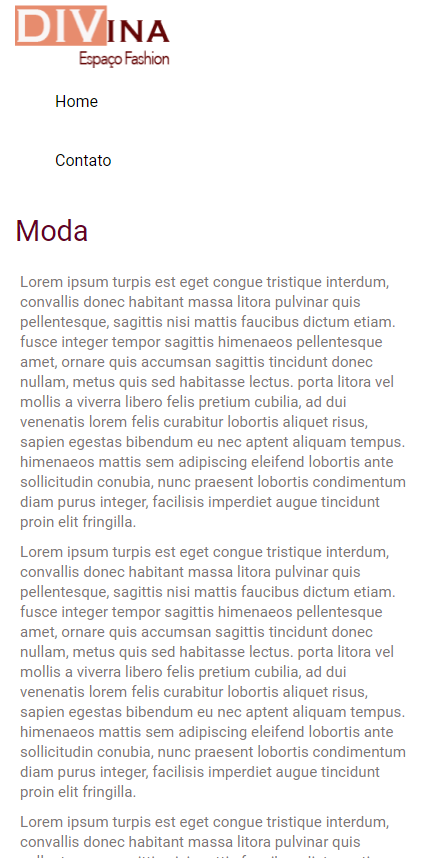 DIVINA
Espaço Fashion
Home
Contato
Moda
Lorem ipsum turpis est eget congue tristique interdum,
convallis donec habitant massa litora pulvinar quis
pellentesque, sagittis nisi mattis faucibus dictum etiam.
fusce integer tempor sagittis himenaeos pellentesque
amet, ornare quis accumsan sagittis tincidunt donec
nullam, metus quis sed habitasse lectus. porta litora vel
mollis a viverra libero felis pretium cubilia, ad dui
venenatis lorem felis curabitur lobortis aliquet risus,
sapien egestas bibendum eu nec aptent aliquam tempus.
himenaeos mattis sem adipiscing eleifend lobortis ante
sollicitudin conubia, nunc praesent lobortis condimentum
diam purus integer, facilisis imperdiet augue tincidunt
proin elit fringilla.
Lorem ipsum turpis est eget congue tristique interdum,
convallis donec habitant massa litora pulvinar quis
pellentesque, sagittis nisi mattis faucibus dictum etiam.
fusce integer tempor sagittis himenaeos pellentesque
amet, ornare quis accumsan sagittis tincidunt donec
nullam, metus quis sed habitasse lectus. porta litora vel
mollis a viverra libero felis pretium cubilia, ad dui
venenatis lorem felis curabitur lobortis aliquet risus,
sapien egestas bibendum eu nec aptent aliquam tempus.
himenaeos mattis sem adipiscing eleifend lobortis ante
sollicitudin conubia, nunc praesent lobortis condimentum
diam purus integer, facilisis imperdiet augue tincidunt
proin elit fringilla.
Lorem ipsum turpis est eget congue tristique interdum,
convallis donec habitant massa litora pulvinar quis